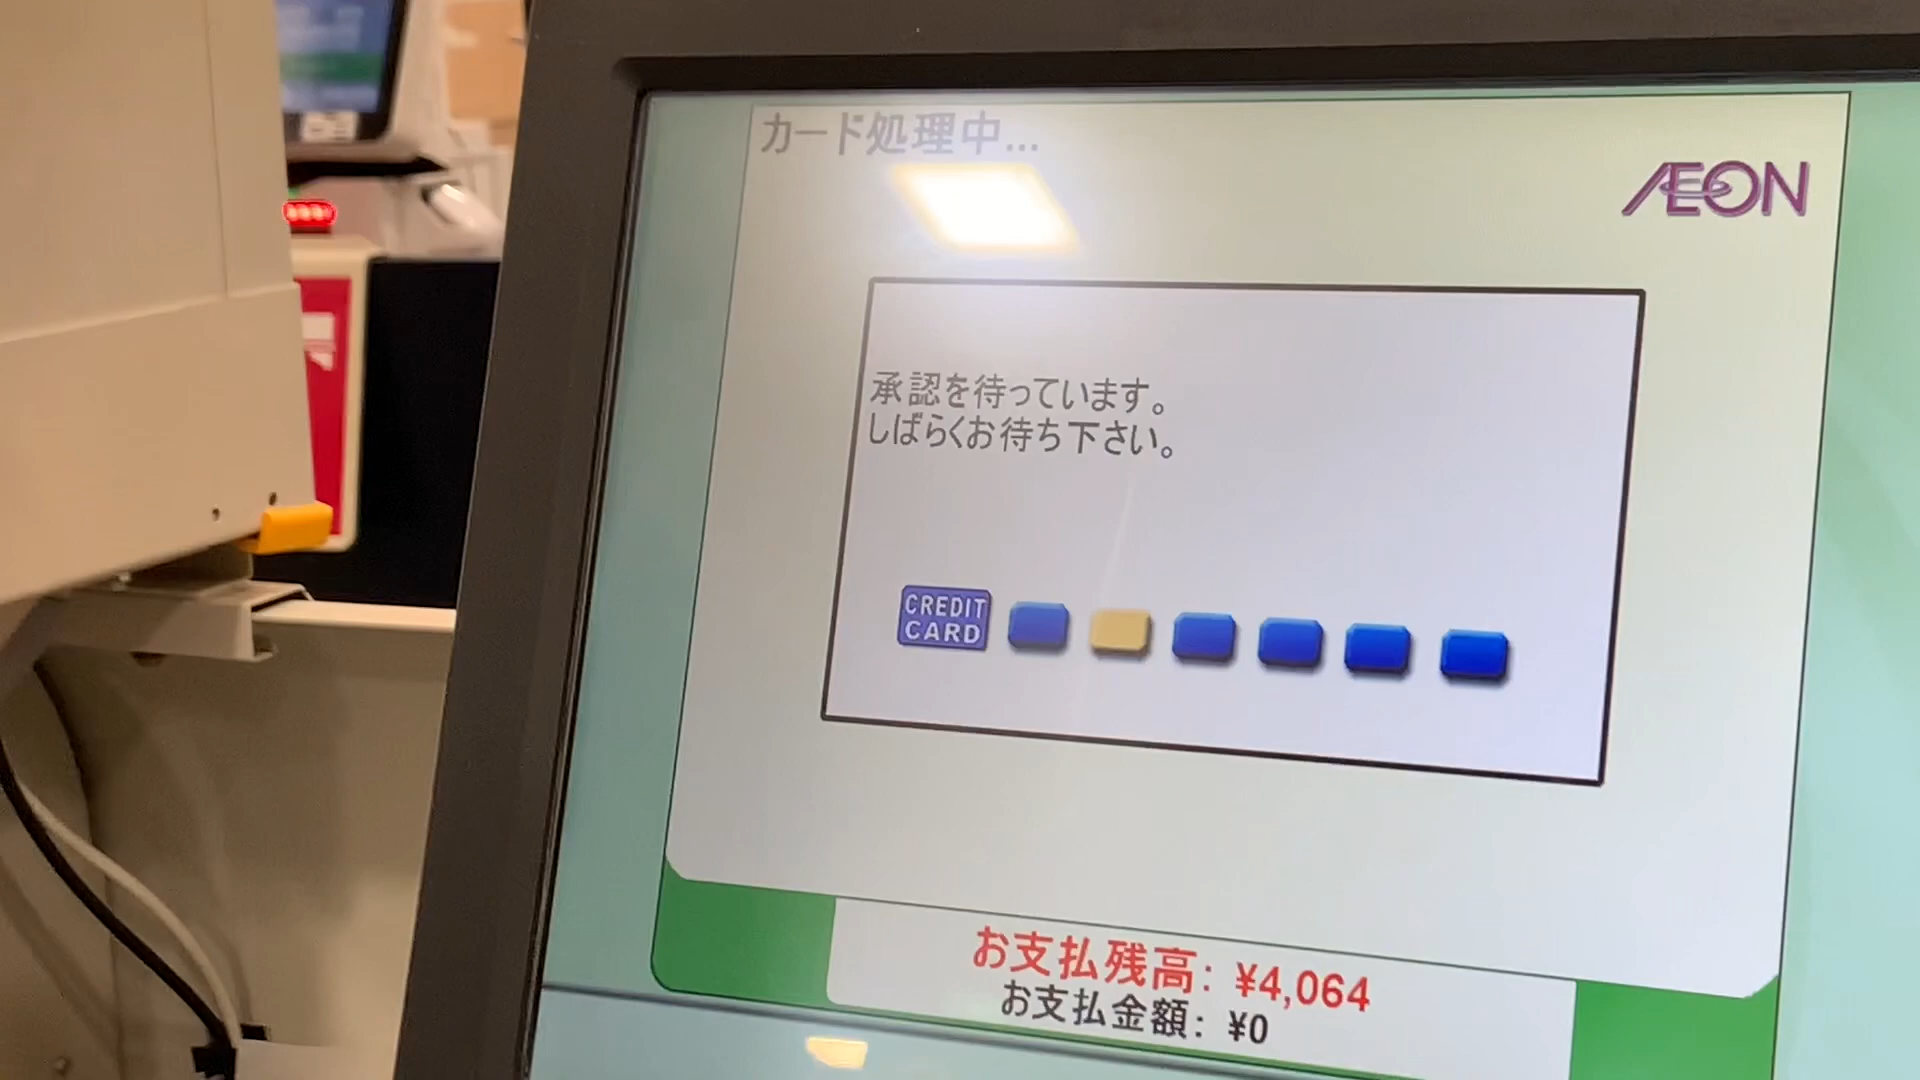 カード処理中...
ÆON
承認を待っています。
しばらくお待ち下さい。
CREDIT
CARD
お支払残高: ¥4,064
お支払金額: ¥0